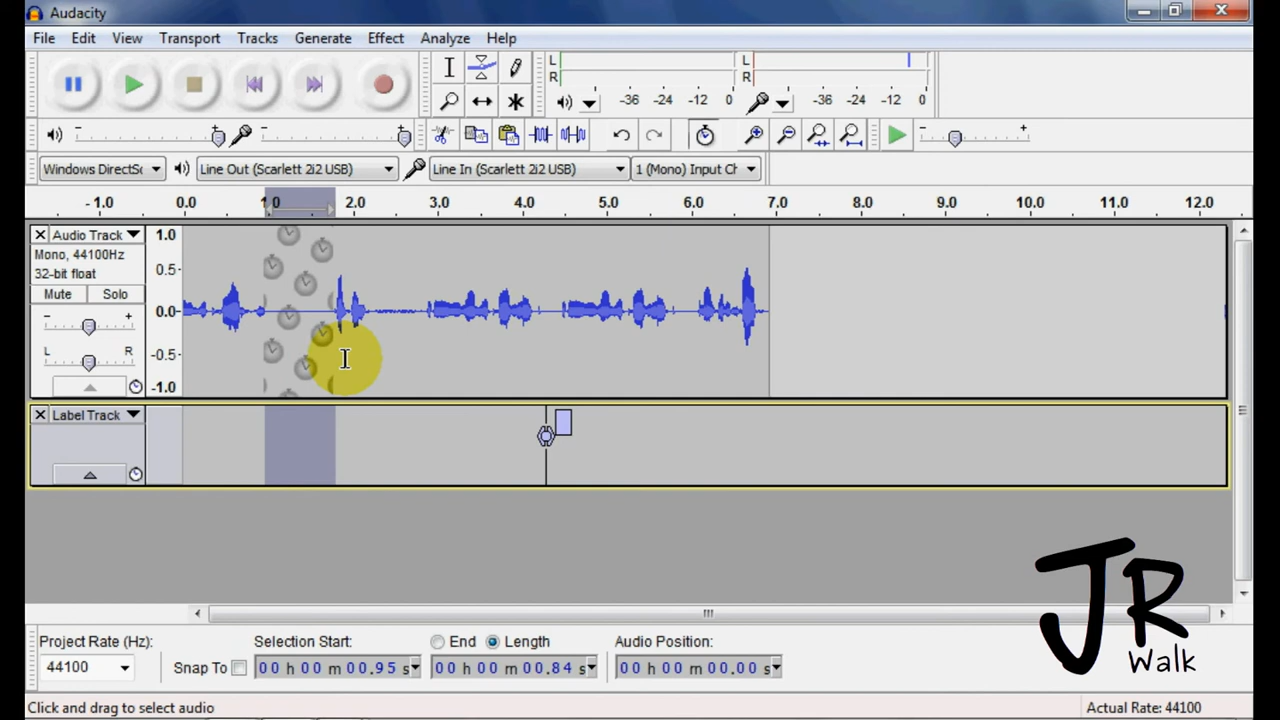 Audacity
File Edit View Transport Tracks Generate Effect Analyze Help
L
R
-36 -24 -12 0
L
R
-36 -24 -12 0
Windows DirectSo Line Out (Scarlett 2i2 USB) Line In (Scarlett 2i2 USB) 1 (Mono) Input Ch
- 1.0 0.0 1.0 2.0 3.0 4.0 5.0 6.0 7.0 8.0 9.0 10.0 11.0 12.0
Audio Track
Mono, 44100Hz
32-bit float
Mute Solo
- +
L R
1.0
0.5
0.0
-0.5
-1.0
Label Track
Project Rate (Hz): Selection Start: End Length Audio Position:
44100 Snap To 00 h 00 m 00.95 s 00 h 00 m 00.84 s 00 h 00 m 00.00 s
Click and drag to select audio Actual Rate: 44100
JR
Walk